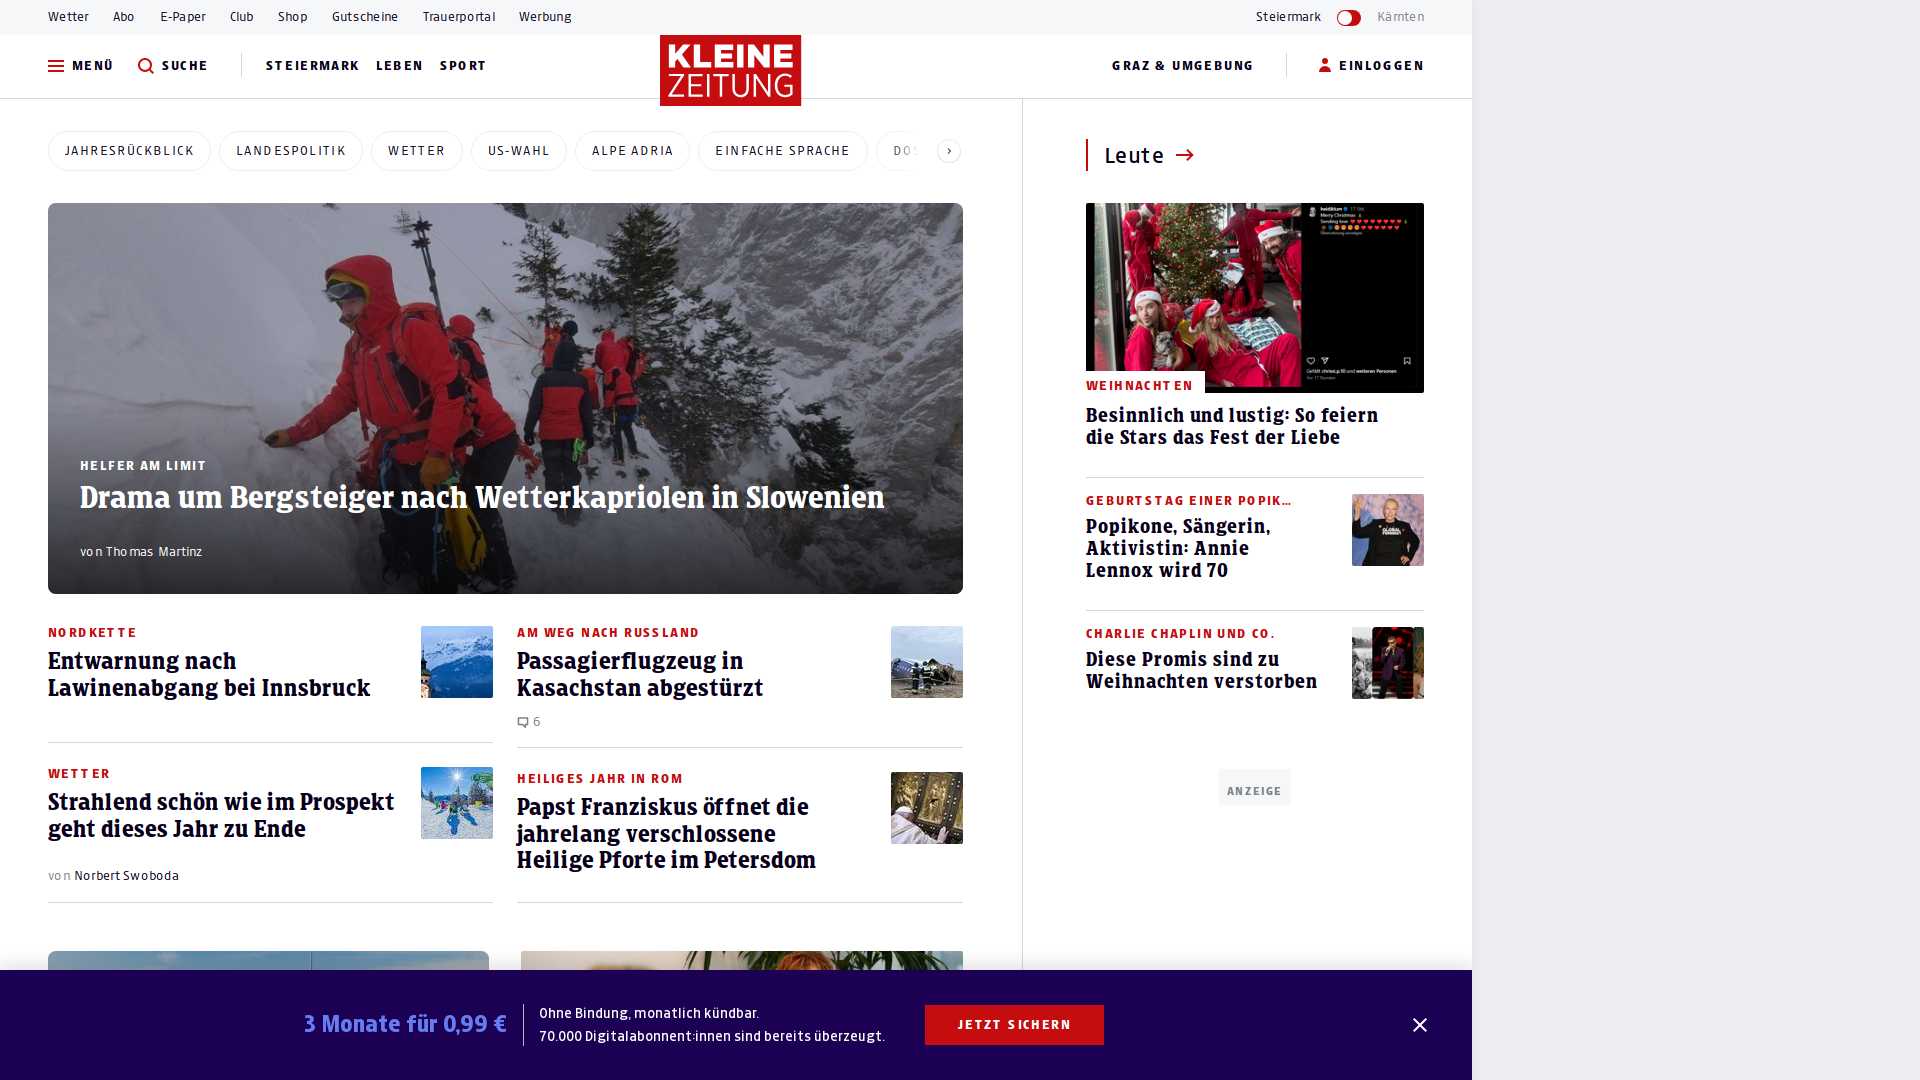 Wetter Abo E-Paper Club Shop Gutscheine Trauerportal Werbung Steiermark Kärnten
MENÜ SUCHE STEIERMARK LEBEN SPORT KLEINE ZEITUNG GRAZ & UMGEBUNG EINLOGGEN
JAHRESRÜCKBLICK LANDESPOLITIK WETTER US-WAHL ALPE ADRIA EINFACHE SPRACHE
HELFER AM LIMIT
Drama um Bergsteiger nach Wetterkapriolen in Slowenien
von Thomas Martinz
NORDKETTE
Entwarnung nach
Lawinenabgang bei Innsbruck
AM WEG NACH RUSSLAND
Passagierflugzeug in
Kasachstan abgestürzt
6
WETTER
Strahlend schön wie im Prospekt
geht dieses Jahr zu Ende
von Norbert Swoboda
HEILIGES JAHR IN ROM
Papst Franziskus öffnet die
jahrelang verschlossene
Heilige Pforte im Petersdom
Leute
heidiklum
Merry Christmas
Sending love
WEIHNACHTEN
Besinnlich und lustig: So feiern
die Stars das Fest der Liebe
GEBURTSTAG EINER POPIK...
Popikone, Sängerin,
Aktivistin: Annie
Lennox wird 70
GLOBAL
FEMINIST
CHARLIE CHAPLIN UND CO.
Diese Promis sind zu
Weihnachten verstorben
ANZEIGE
3 Monate für 0,99 €
Ohne Bindung, monatlich kündbar.
70.000 Digitalabonnent:innen sind bereits überzeugt.
JETZT SICHERN